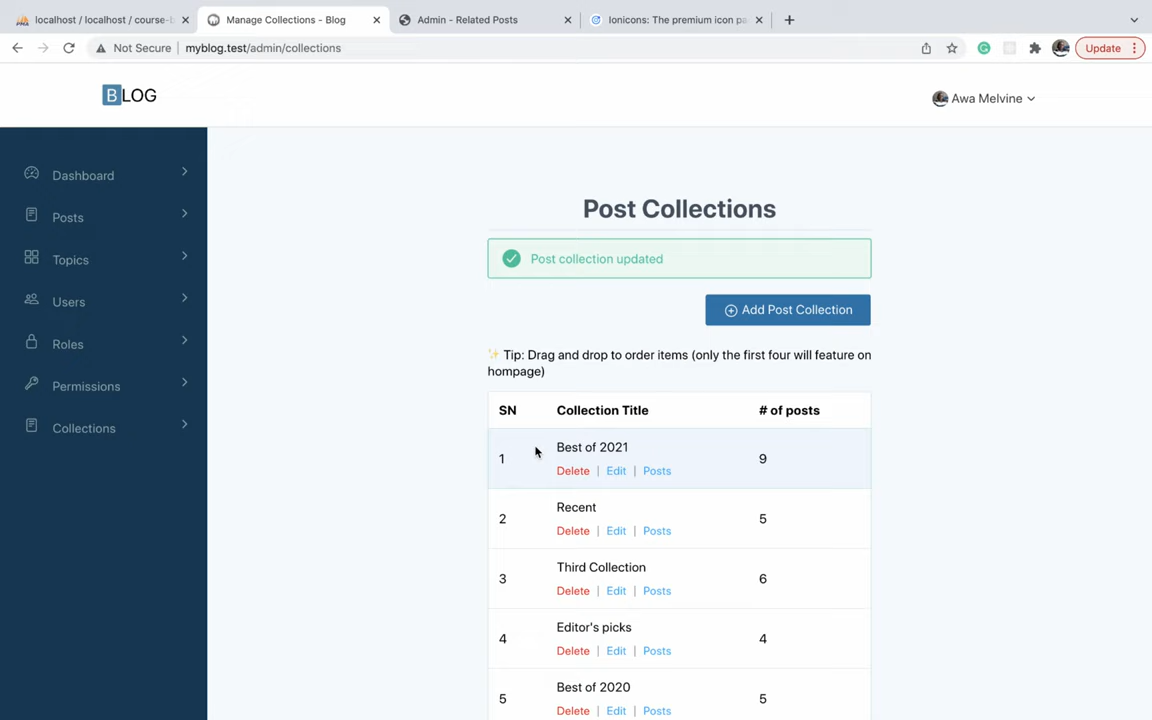 localhost / localhost / course-b
Manage Collections - Blog
Admin - Related Posts
Ionicons: The premium icon pa
Not Secure | myblog.test/admin/collections
Update
BLOG
Awa Melvine
Dashboard
Posts
Topics
Users
Roles
Permissions
Collections
Post Collections
Post collection updated
Add Post Collection
✨ Tip: Drag and drop to order items (only the first four will feature on
hompage)
SN Collection Title # of posts
1 Best of 2021 9
Delete | Edit | Posts
2 Recent 5
Delete | Edit | Posts
3 Third Collection 6
Delete | Edit | Posts
4 Editor's picks 4
Delete | Edit | Posts
5 Best of 2020 5
Delete | Edit | Posts